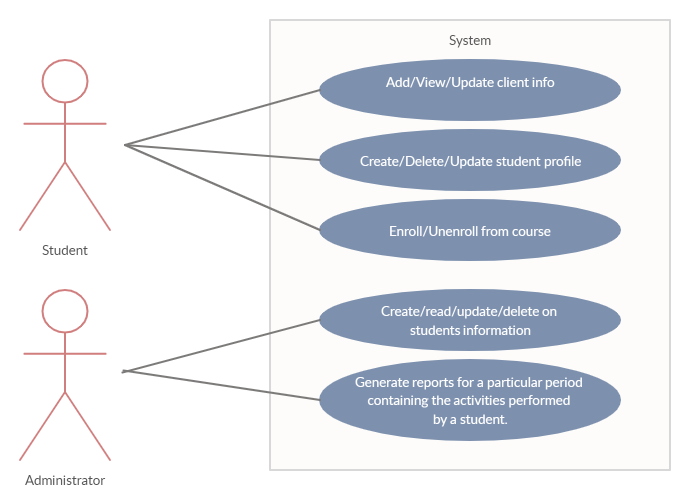 System
Add/View/Update client info
Create/Delete/Update student profile
Enroll/Unenroll from course
Student
Create/read/update/delete on
students information
Generate reports for a particular period
containing the activities performed
by a student.
Administrator